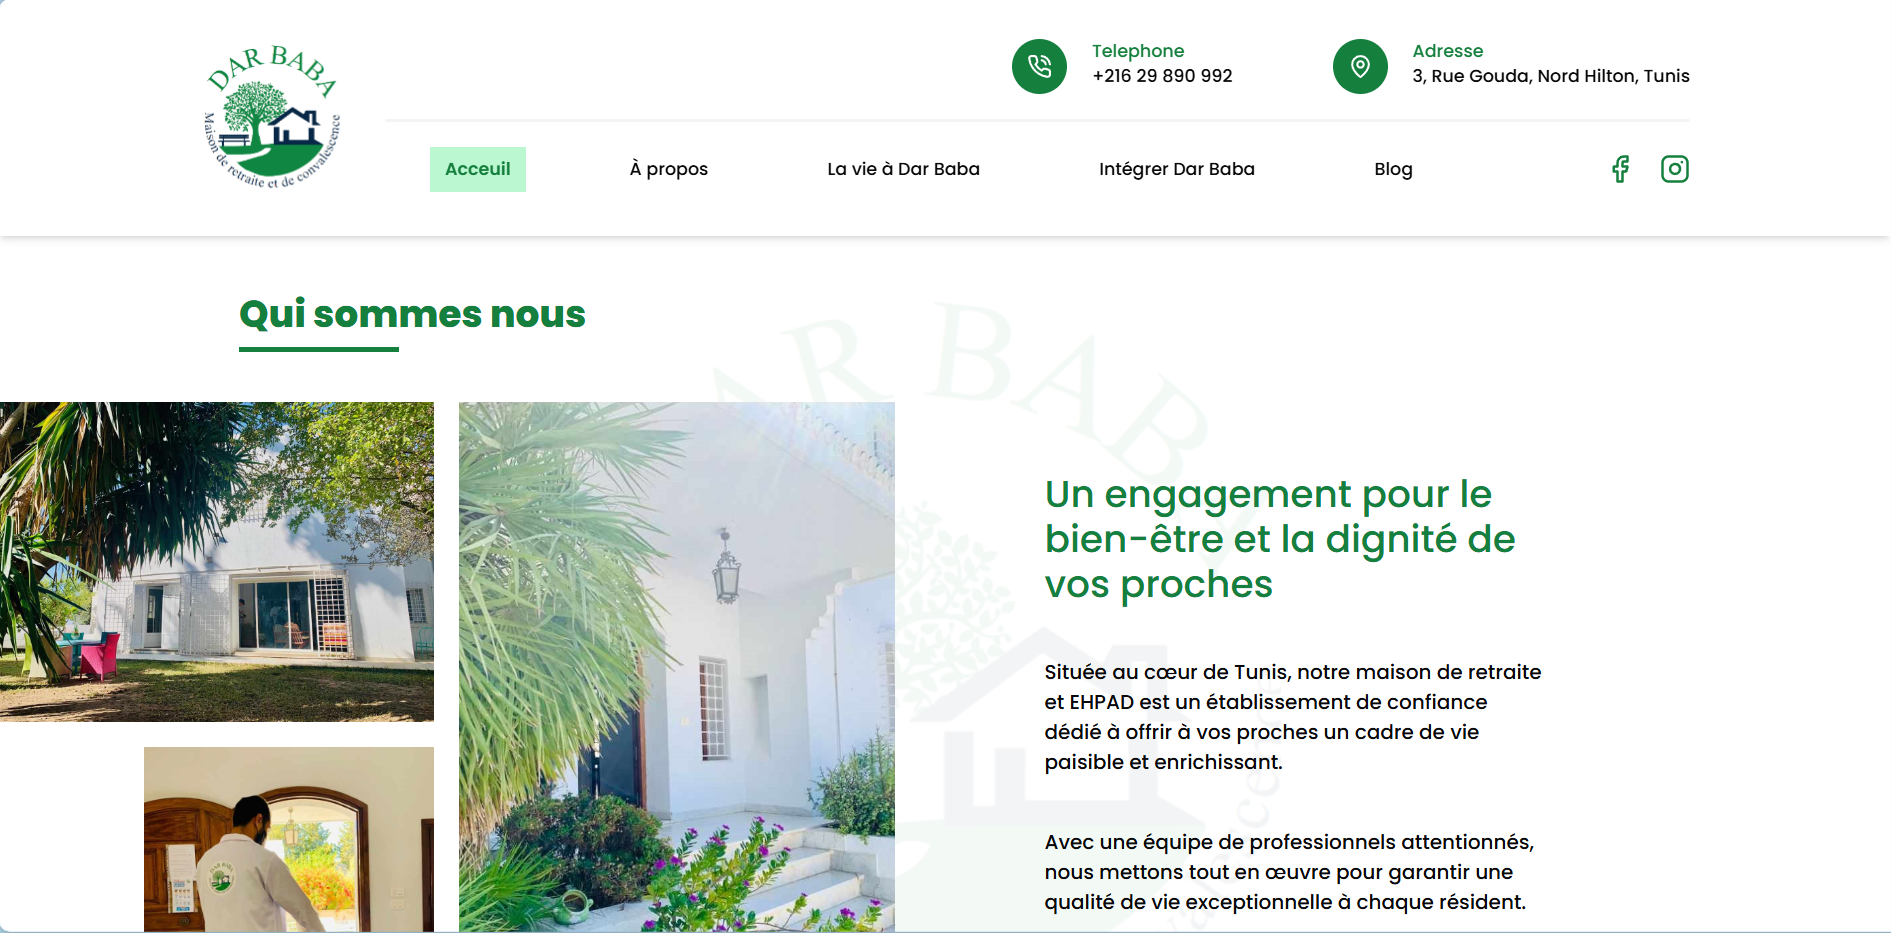 DAR BABA
Maison de retraite et de convalescence
Telephone
+216 29 890 992
Adresse
3, Rue Gouda, Nord Hilton, Tunis
Acceuil
À propos
La vie à Dar Baba
Intégrer Dar Baba
Blog
Qui sommes nous
AR BABA
Un engagement pour le
bien-être et la dignité de
vos proches
Située au cœur de Tunis, notre maison de retraite
et EHPAD est un établissement de confiance
dédié à offrir à vos proches un cadre de vie
paisible et enrichissant.
Avec une équipe de professionnels attentionnés,
nous mettons tout en œuvre pour garantir une
qualité de vie exceptionnelle à chaque résident.
DAR BABA